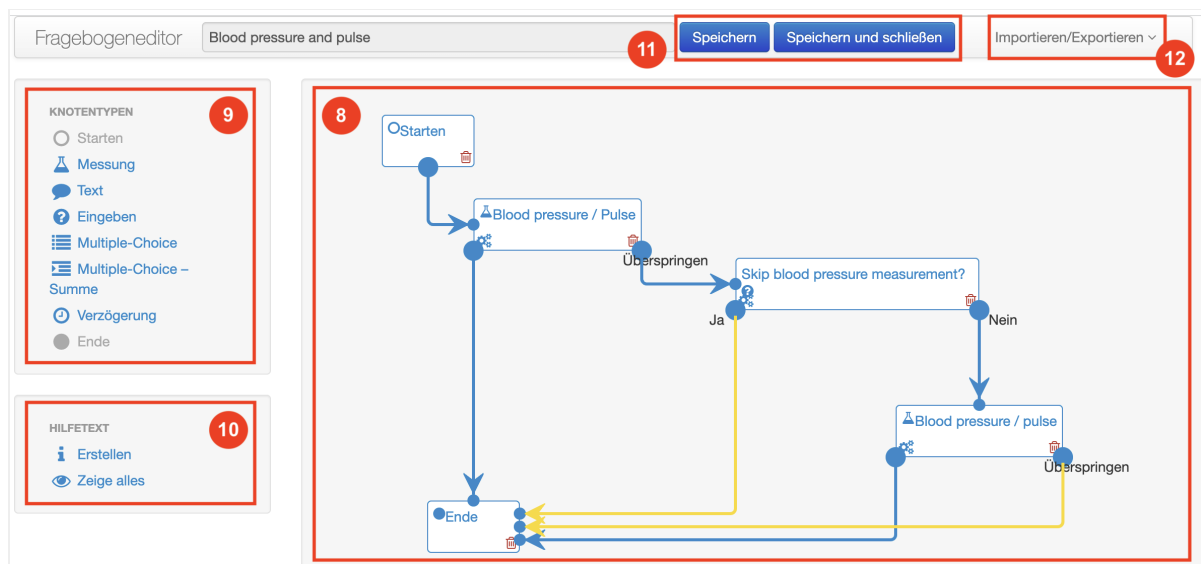 Fragebogeneditor
Blood pressure and pulse
11
Speichern
Speichern und schließen
Importieren/Exportieren
12
KNOTENTYPEN
9
Starten
Messung
Text
Eingeben
Multiple-Choice
Multiple-Choice –
Summe
Verzögerung
Ende
HILFETEXT
10
Erstellen
Zeige alles
8
Starten
Blood pressure / Pulse
Überspringen
Skip blood pressure measurement?
Ja
Nein
Blood pressure / pulse
Überspringen
Ende